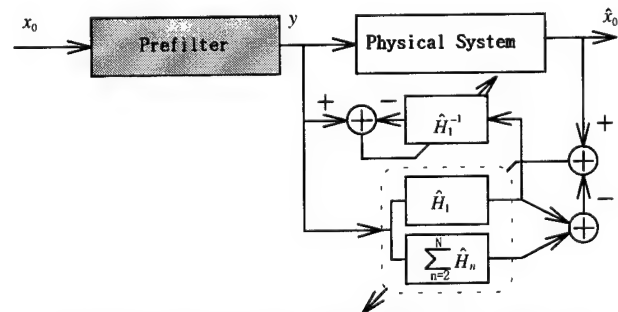 x₀ Prefilter y Physical System x̂₀
+ − Ĥ₁⁻¹ +
Ĥ₁ −
N
∑ Ĥₙ
n=2